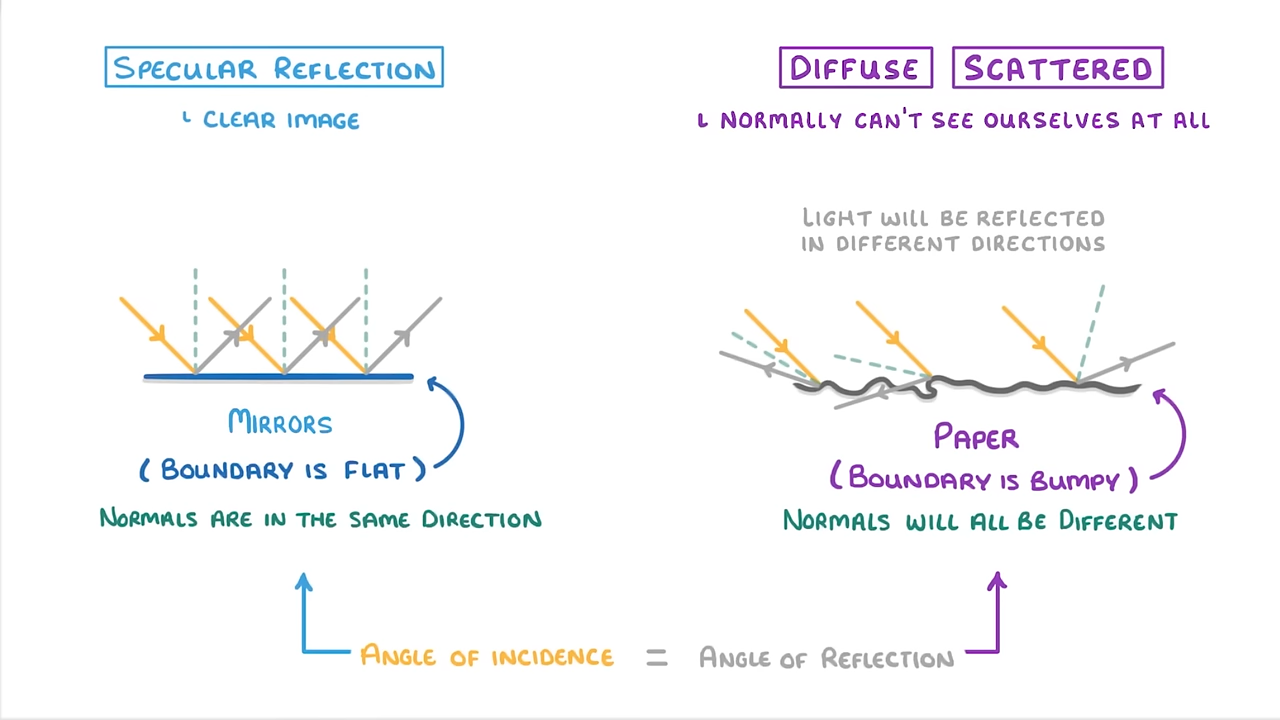 SPECULAR REFLECTION
CLEAR IMAGE
MIRRORS
(BOUNDARY IS FLAT)
NORMALS ARE IN THE SAME DIRECTION
DIFFUSE SCATTERED
NORMALLY CAN'T SEE OURSELVES AT ALL
LIGHT WILL BE REFLECTED
IN DIFFERENT DIRECTIONS
PAPER
(BOUNDARY IS BUMPY)
NORMALS WILL ALL BE DIFFERENT
ANGLE OF INCIDENCE = ANGLE OF REFLECTION